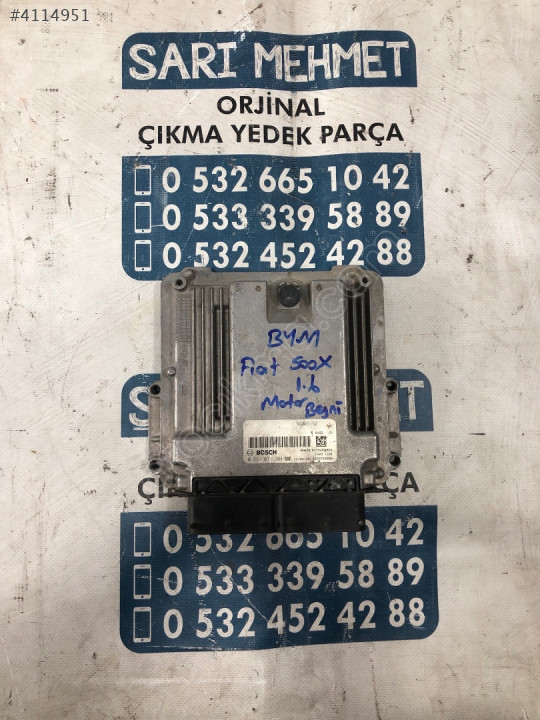 #4114951
SARI MEHMET
ORJİNAL
ÇIKMA YEDEK PARÇA
0 532 665 10 42
0 533 339 58 89
0 532 452 42 88
BYM
Fiat 500X
1.6
Motor Beyni
BOSCH
0 532 665 10 42
0 533 339 58 89
0 532 452 42 88